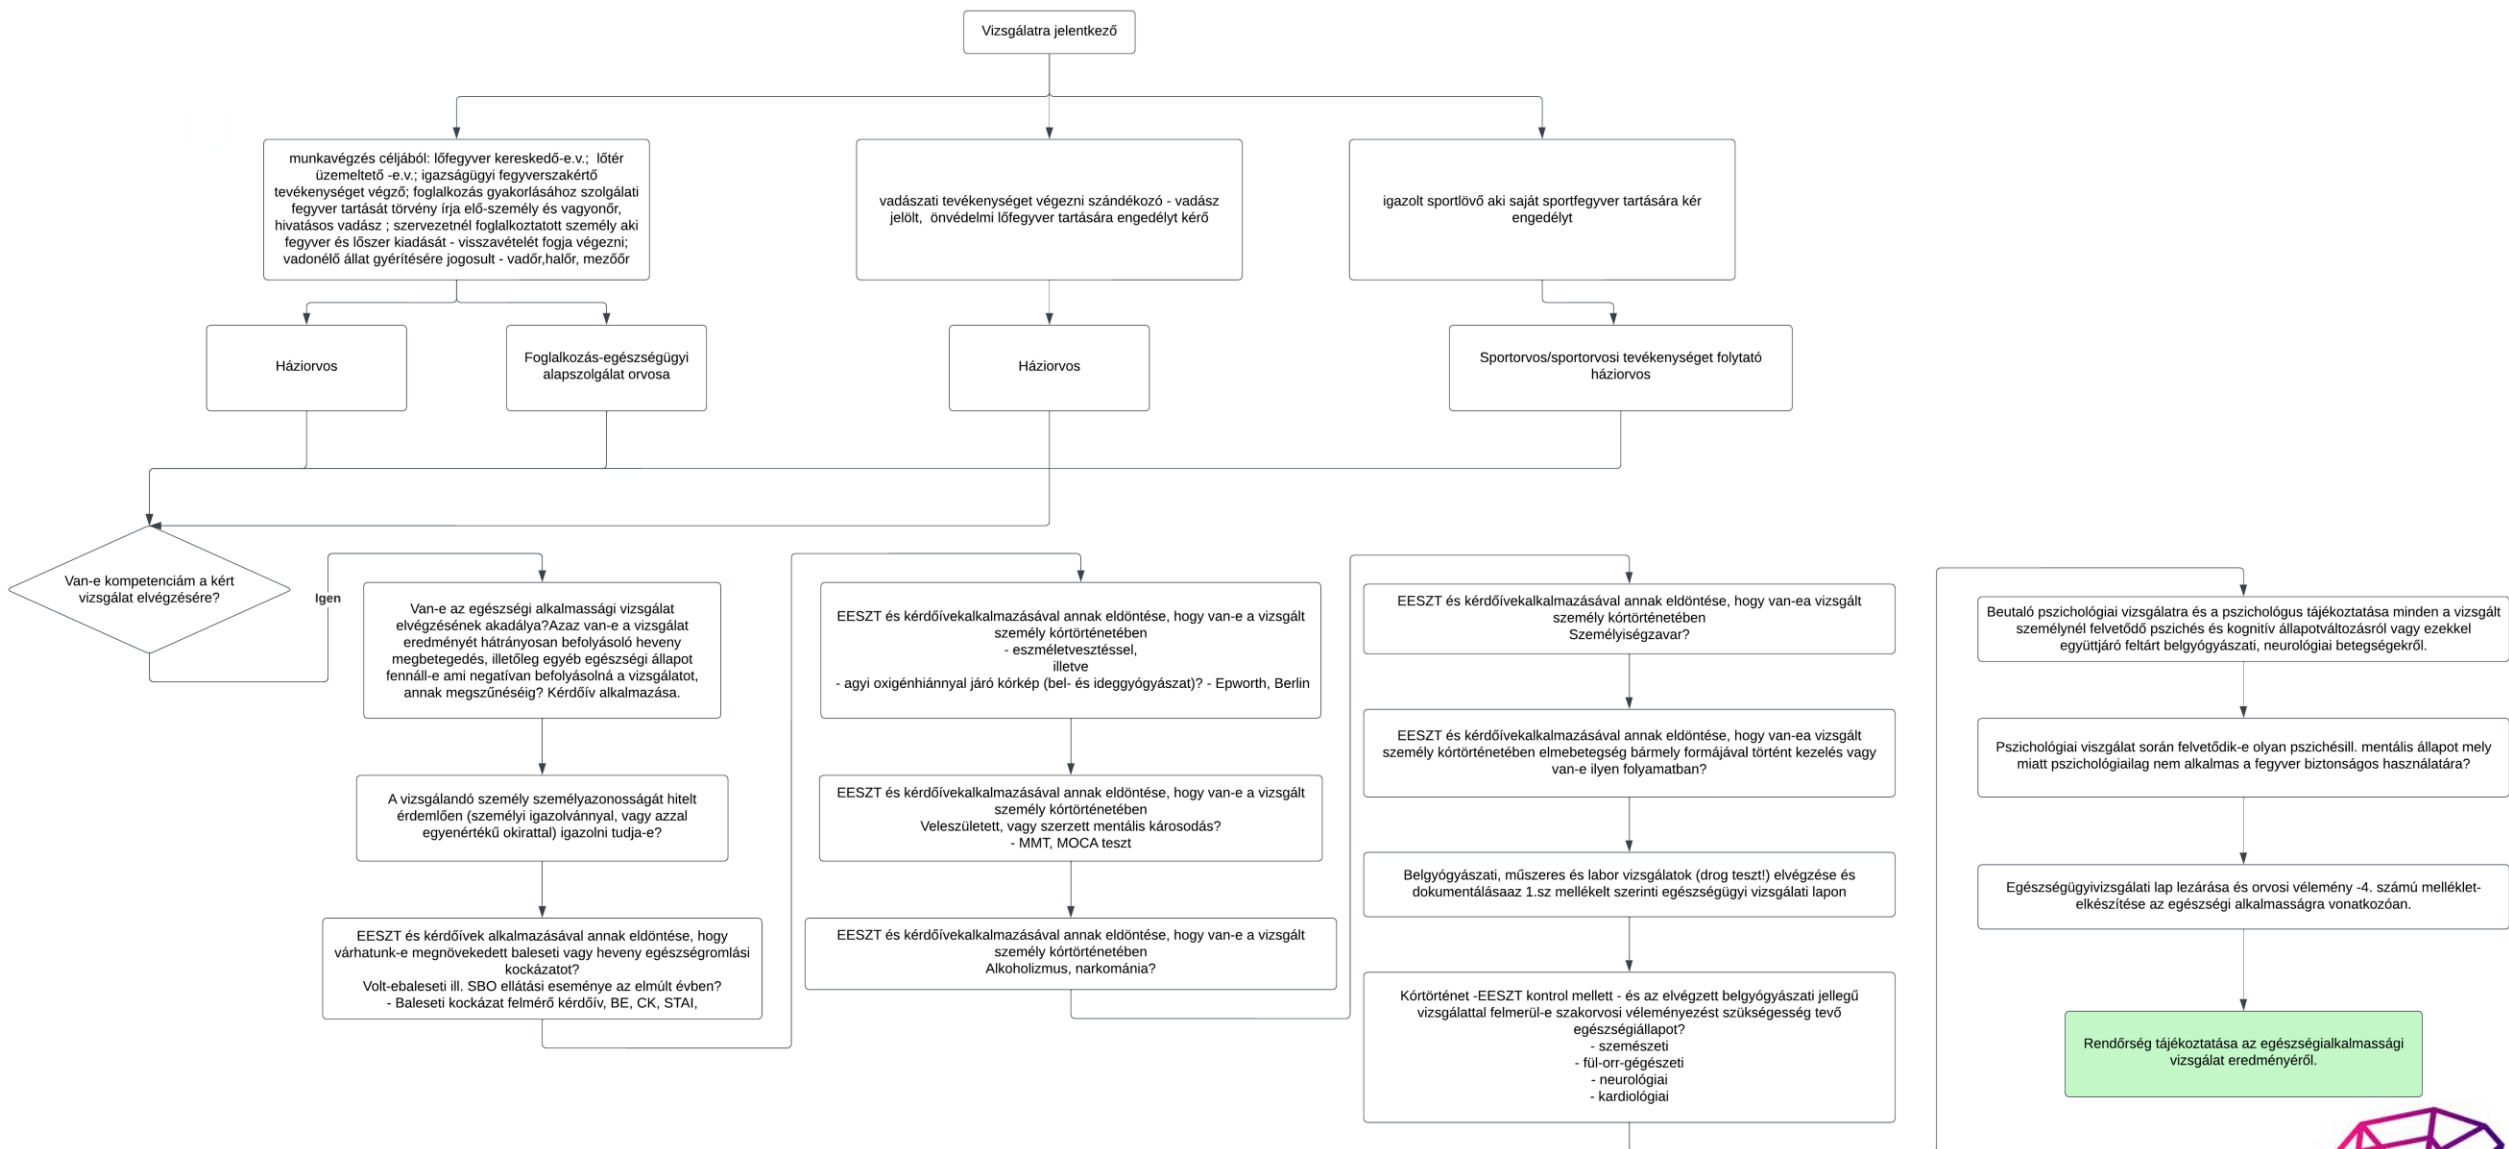 Vizsgálatra jelentkező
munkavégzés céljából: lőfegyver kereskedő-e.v.; lőtér
üzemeltető -e.v.; igazságügyi fegyverszakértő
tevékenységet végző; foglalkozás gyakorlásához szolgálati
fegyver tartását törvény írja elő-személy és vagyonőr,
hivatásos vadász ; szervezetnél foglalkoztatott személy aki
fegyver és lőszer kiadását - visszavételét fogja végezni;
vadonélő állat gyérítésére jogosult - vadőr,halőr, mezőőr
vadászati tevékenységet végezni szándékozó - vadász
jelölt, önvédelmi lőfegyver tartására engedélyt kérő
igazolt sportlövő aki saját sportfegyver tartására kér
engedélyt
Háziorvos
Foglalkozás-egészségügyi
alapszolgálat orvosa
Háziorvos
Sportorvos/sportorvosi tevékenységet folytató
háziorvos
Van-e kompetenciám a kért
vizsgálat elvégzésére?
Igen
Van-e az egészségi alkalmassági vizsgálat
elvégzésének akadálya?Azaz van-e a vizsgálat
eredményét hátrányosan befolyásoló heveny
megbetegedés, illetőleg egyéb egészségi állapot
fennáll-e ami negatívan befolyásolná a vizsgálatot,
annak megszűnéséig? Kérdőív alkalmazása.
A vizsgálandó személy személyazonosságát hitelt
érdemlően (személyi igazolvánnyal, vagy azzal
egyenértékű okirattal) igazolni tudja-e?
EESZT és kérdőívek alkalmazásával annak eldöntése, hogy
várhatunk-e megnövekedett baleseti vagy heveny egészségromlási
kockázatot?
Volt-ebaleseti ill. SBO ellátási eseménye az elmúlt évben?
- Baleseti kockázat felmérő kérdőív, BE, CK, STAI,
EESZT és kérdőívekalkalmazásával annak eldöntése, hogy van-e a vizsgált
személy kórtörténetében
- eszméletvesztéssel,
illetve
- agyi oxigénhiánnyal járó kórkép (bel- és ideggyógyászat)? - Epworth, Berlin
EESZT és kérdőívekalkalmazásával annak eldöntése, hogy van-e a vizsgált
személy kórtörténetében
Veleszületett, vagy szerzett mentális károsodás?
- MMT, MOCA teszt
EESZT és kérdőívekalkalmazásával annak eldöntése, hogy van-e a vizsgált
személy kórtörténetében
Alkoholizmus, narkománia?
EESZT és kérdőívekalkalmazásával annak eldöntése, hogy van-ea vizsgált
személy kórtörténetében
Személyiségzavar?
EESZT és kérdőívekalkalmazásával annak eldöntése, hogy van-ea vizsgált
személy kórtörténetében elmebetegség bármely formájával történt kezelés vagy
van-e ilyen folyamatban?
Belgyógyászati, műszeres és labor vizsgálatok (drog teszt!) elvégzése és
dokumentálásaaz 1.sz mellékelt szerinti egészségügyi vizsgálati lapon
Kórtörténet -EESZT kontrol mellett - és az elvégzett belgyógyászati jellegű
vizsgálattal felmerül-e szakorvosi véleményezést szükségesség tevő
egészségiállapot?
- szemészeti
- fül-orr-gégészeti
- neurológiai
- kardiológiai
Beutaló pszichológiai vizsgálatra és a pszichológus tájékoztatása minden a vizsgált
személynél felvetődő pszichés és kognitív állapotváltozásról vagy ezekkel
együttjáró feltárt belgyógyászati, neurológiai betegségekről.
Pszichológiai viszgálat során felvetődik-e olyan pszichésill. mentális állapot mely
miatt pszichológiailag nem alkalmas a fegyver biztonságos használatára?
Egészségügyivizsgálati lap lezárása és orvosi vélemény -4. számú melléklet-
elkészítése az egészségi alkalmasságra vonatkozóan.
Rendőrség tájékoztatása az egészségialkalmassági
vizsgálat eredményéről.